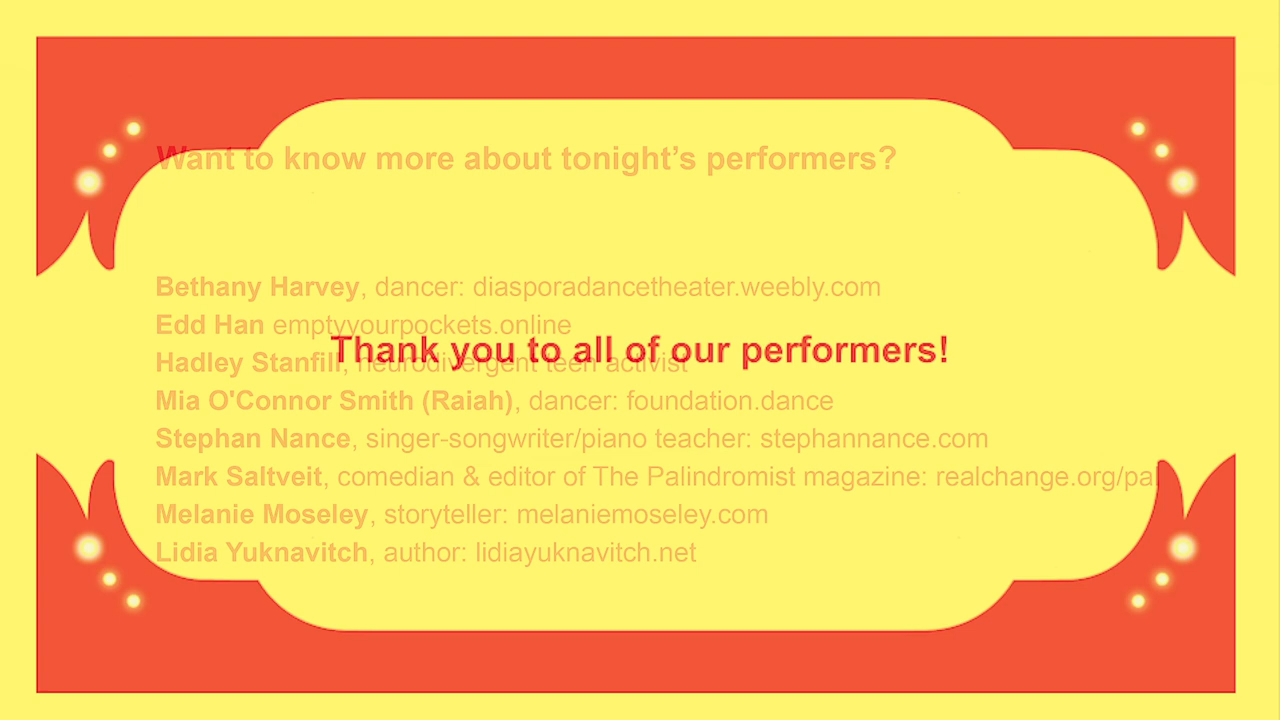 Want to know more about tonight’s performers?
Bethany Harvey, dancer: diasporadancetheater.weebly.com
Edd Han emptyyourpockets.online
Thank you to all of our performers!
Hadley Stanfill, neurodivergent teen activist
Mia O'Connor Smith (Raiah), dancer: foundation.dance
Stephan Nance, singer-songwriter/piano teacher: stephannance.com
Mark Saltveit, comedian & editor of The Palindromist magazine: realchange.org/pal
Melanie Moseley, storyteller: melaniemoseley.com
Lidia Yuknavitch, author: lidiayuknavitch.net